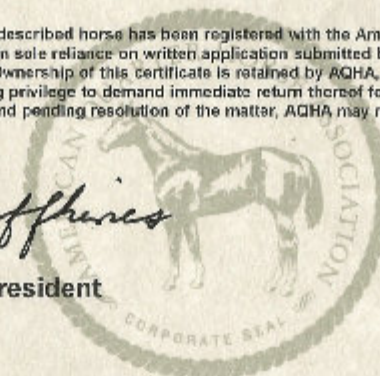 described horse has been registered with the Am
n sole reliance on written application submitted
Ownership of this certificate is retained by AQHA,
g privilege to demand immediate return thereof fo
nd pending resolution of the matter, AQHA may
resident
AMERICAN
SSOCIATION
CORPORATE SEAL